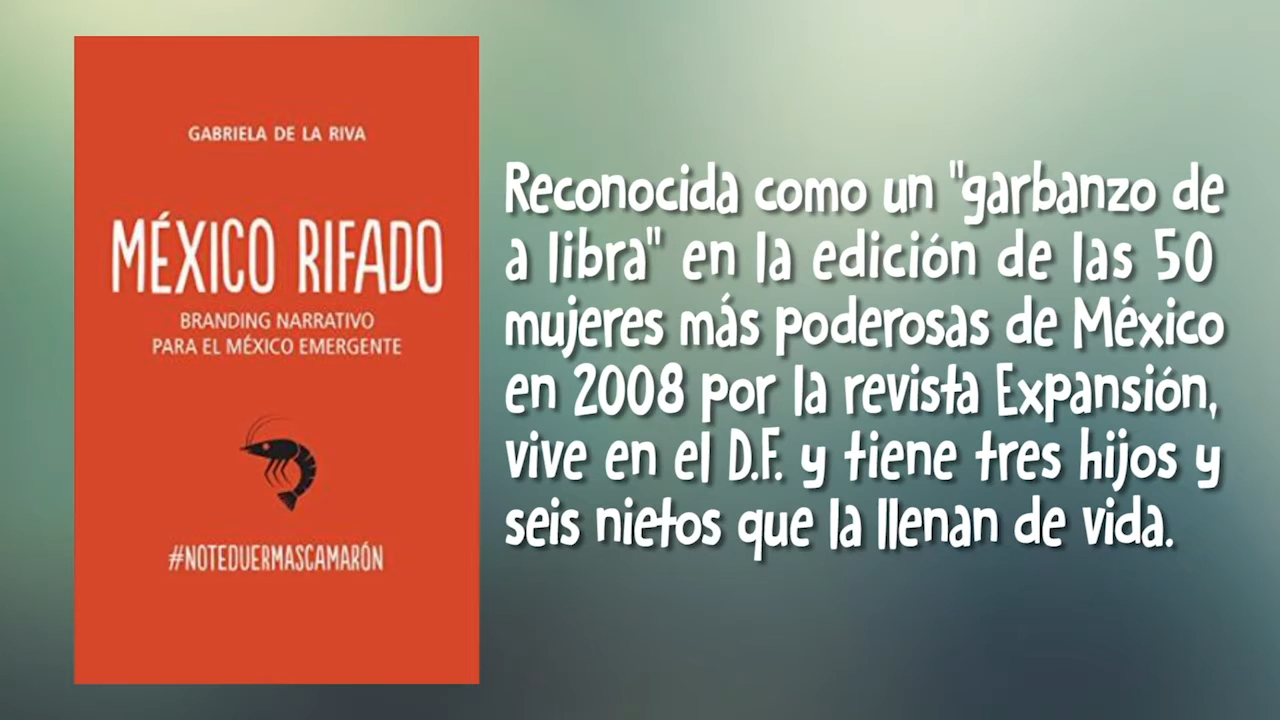 GABRIELA DE LA RIVA
MÉXICO RIFADO
BRANDING NARRATIVO
PARA EL MÉXICO EMERGENTE
#NOTEDUERMASCAMARÓN
Reconocida como un "garbanzo de
a libra" en la edición de las 50
mujeres más poderosas de México
en 2008 por la revista Expansión,
vive en el D.F. y tiene tres hijos y
seis nietos que la llenan de vida.